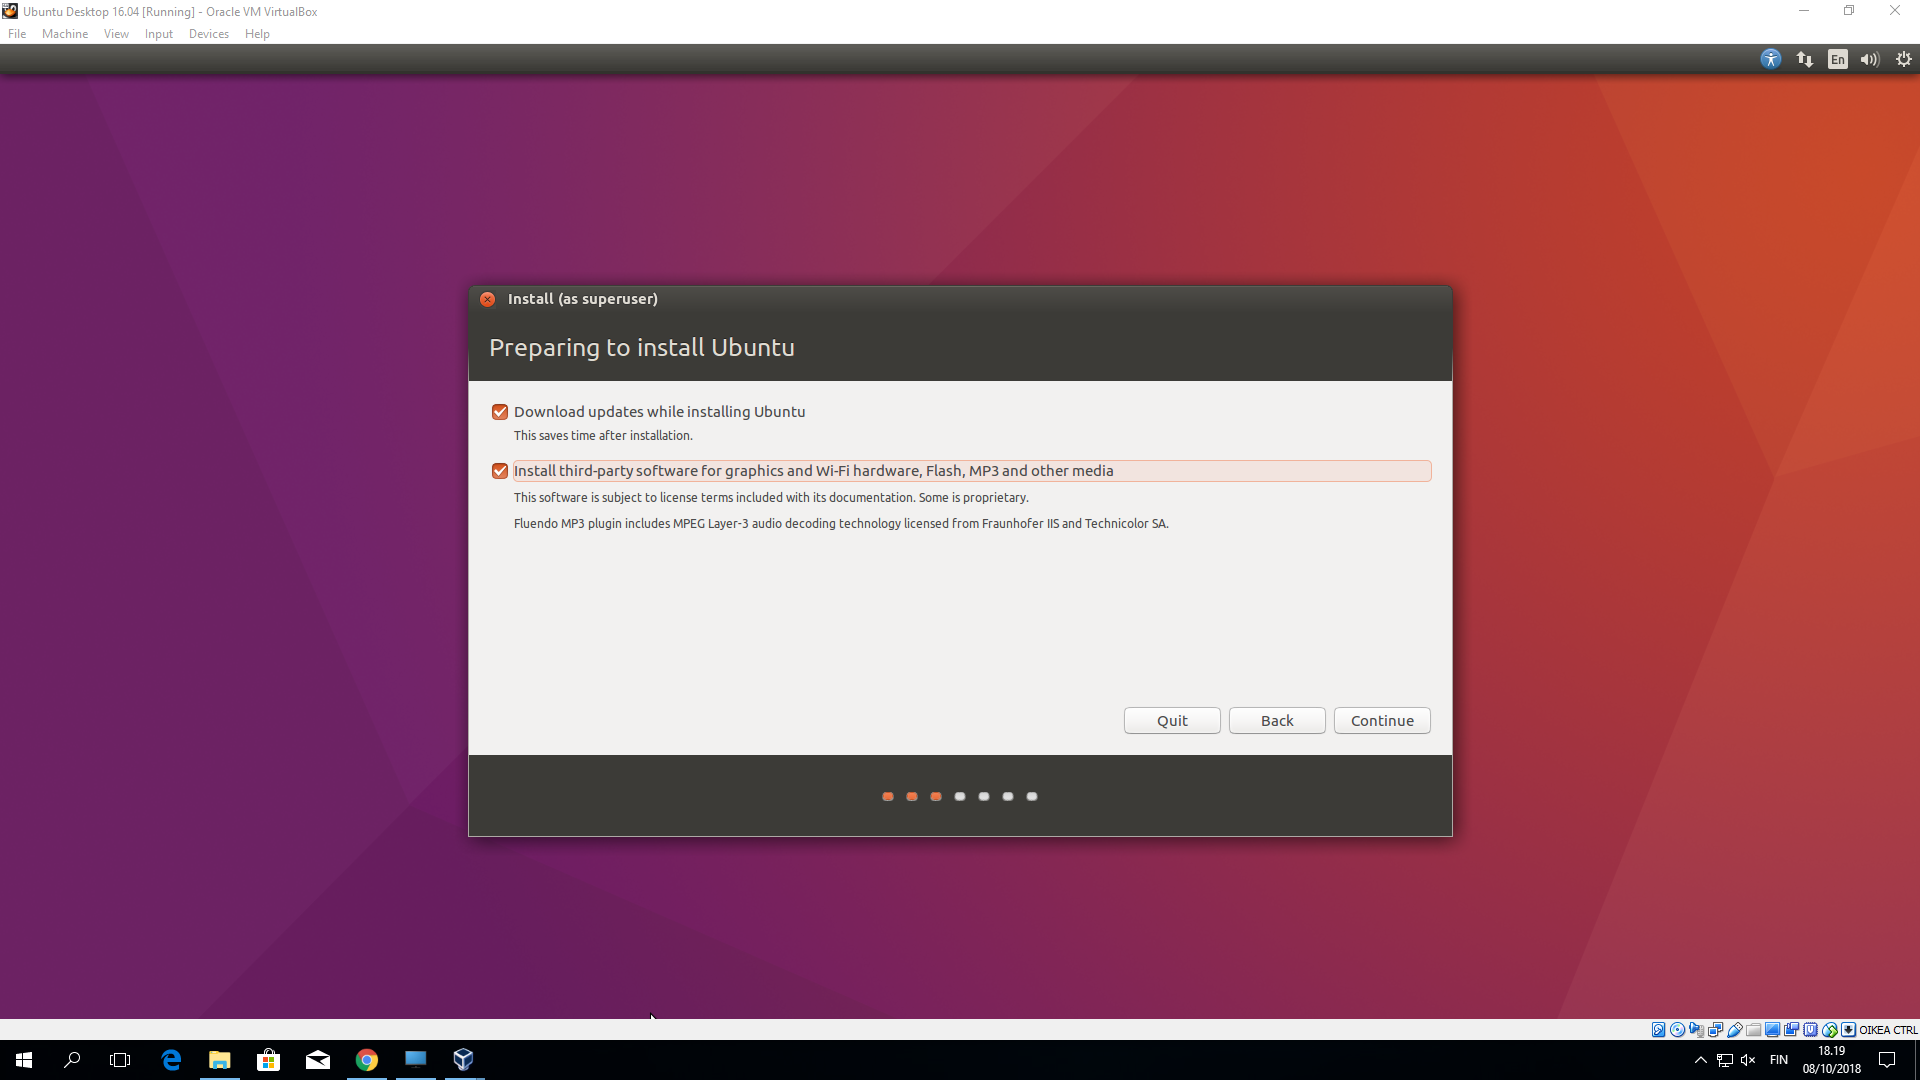 Ubuntu Desktop 16.04 [Running] - Oracle VM VirtualBox
File Machine View Input Devices Help
En
Install (as superuser)
Preparing to install Ubuntu
Download updates while installing Ubuntu
This saves time after installation.
Install third-party software for graphics and Wi-Fi hardware, Flash, MP3 and other media
This software is subject to license terms included with its documentation. Some is proprietary.
Fluendo MP3 plugin includes MPEG Layer-3 audio decoding technology licensed from Fraunhofer IIS and Technicolor SA.
Quit Back Continue
OIKEA CTRL
FIN
18.19
08/10/2018